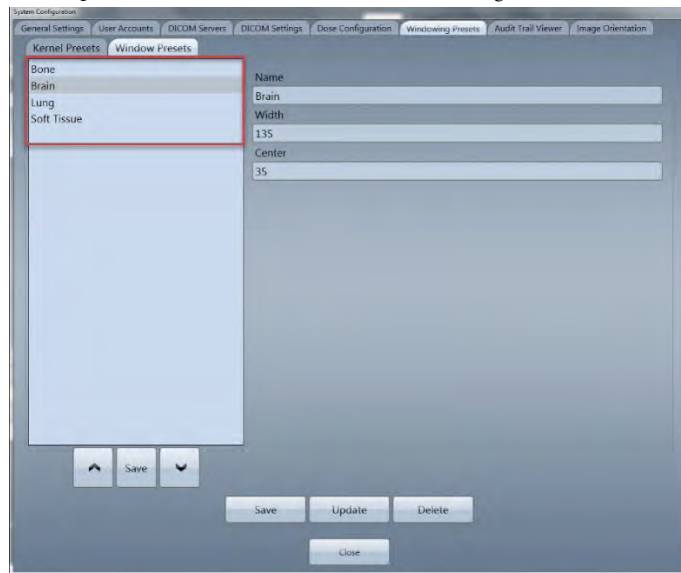 System Configuration
General Settings User Accounts DICOM Servers DICOM Settings Dose Configuration Windowing Presets Audit Trail Viewer Image Orientation
Kernel Presets Window Presets
Bone
Brain
Lung
Soft Tissue
Name
Brain
Width
135
Center
35
Save
Save Update Delete
Close